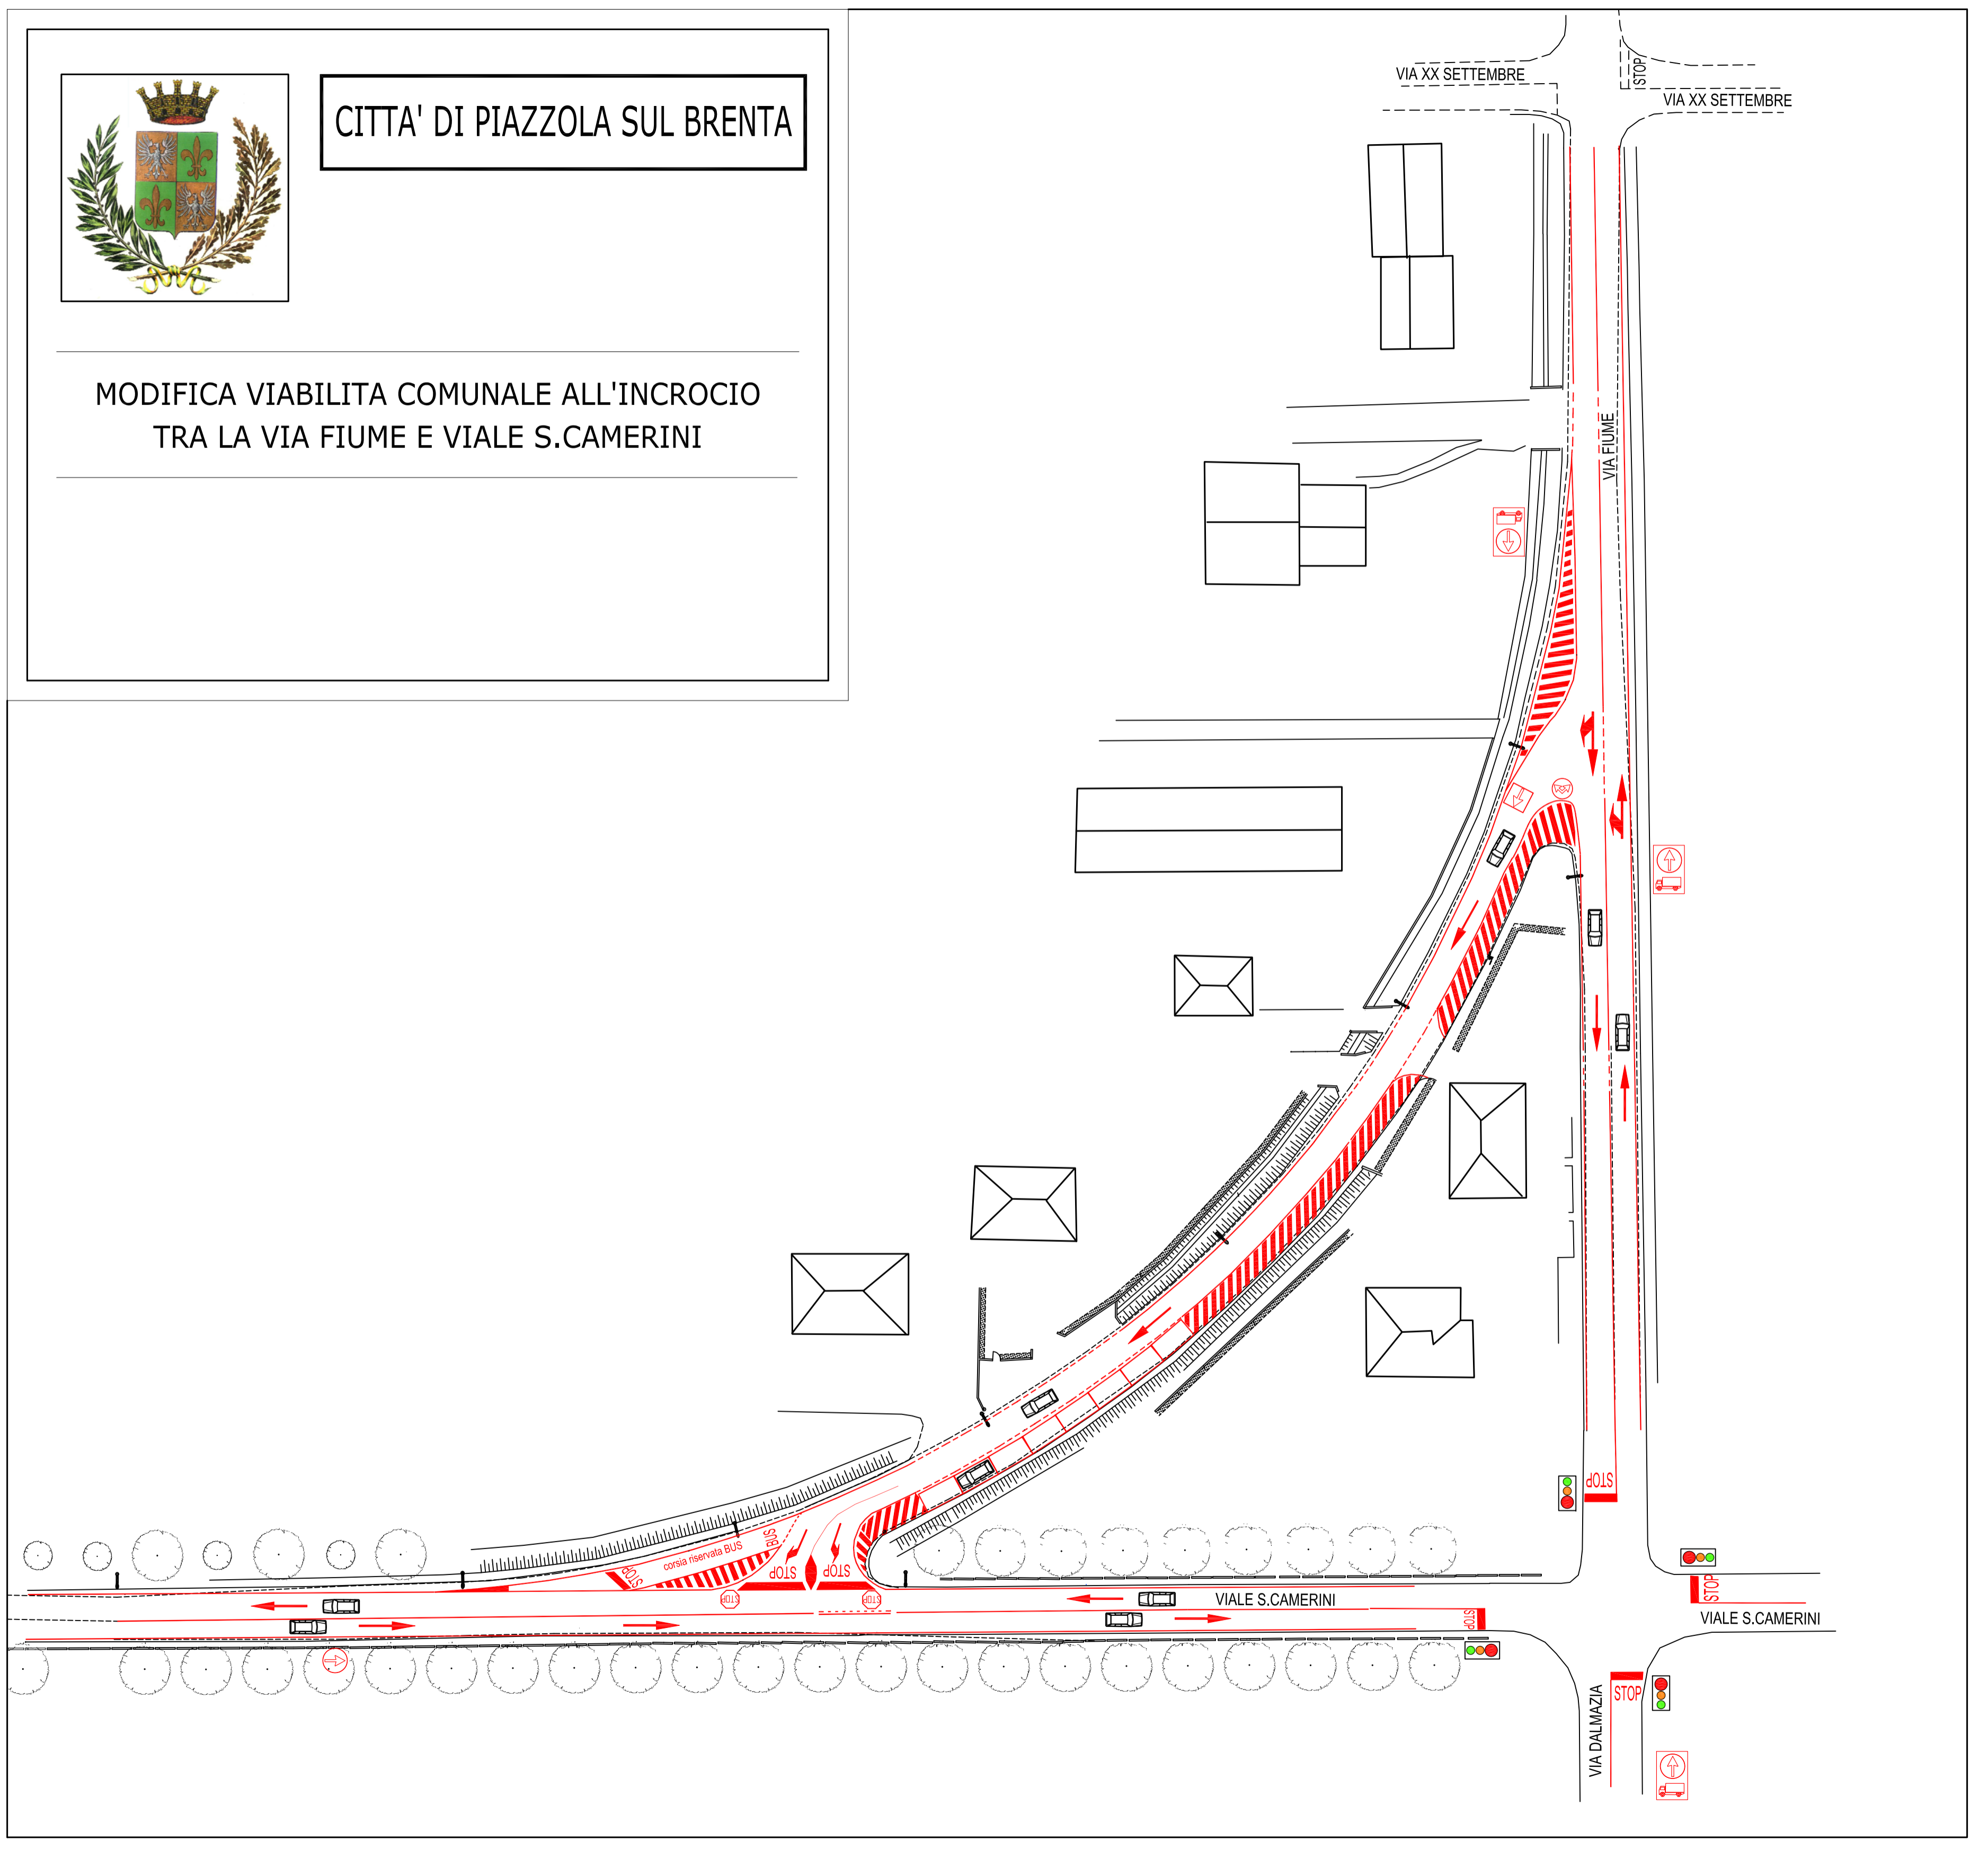 CITTA' DI PIAZZOLA SUL BRENTA
MODIFICA VIABILITA COMUNALE ALL'INCROCIO
TRA LA VIA FIUME E VIALE S.CAMERINI
VIA XX SETTEMBRE
STOP
VIA XX SETTEMBRE
VIA FIUME
STOP
BUS
corsia riservata BUS
STOP
STOP
STOP
STOP
STOP
VIALE S.CAMERINI
STOP
STOP
VIALE S.CAMERINI
STOP
VIA DALMAZIA